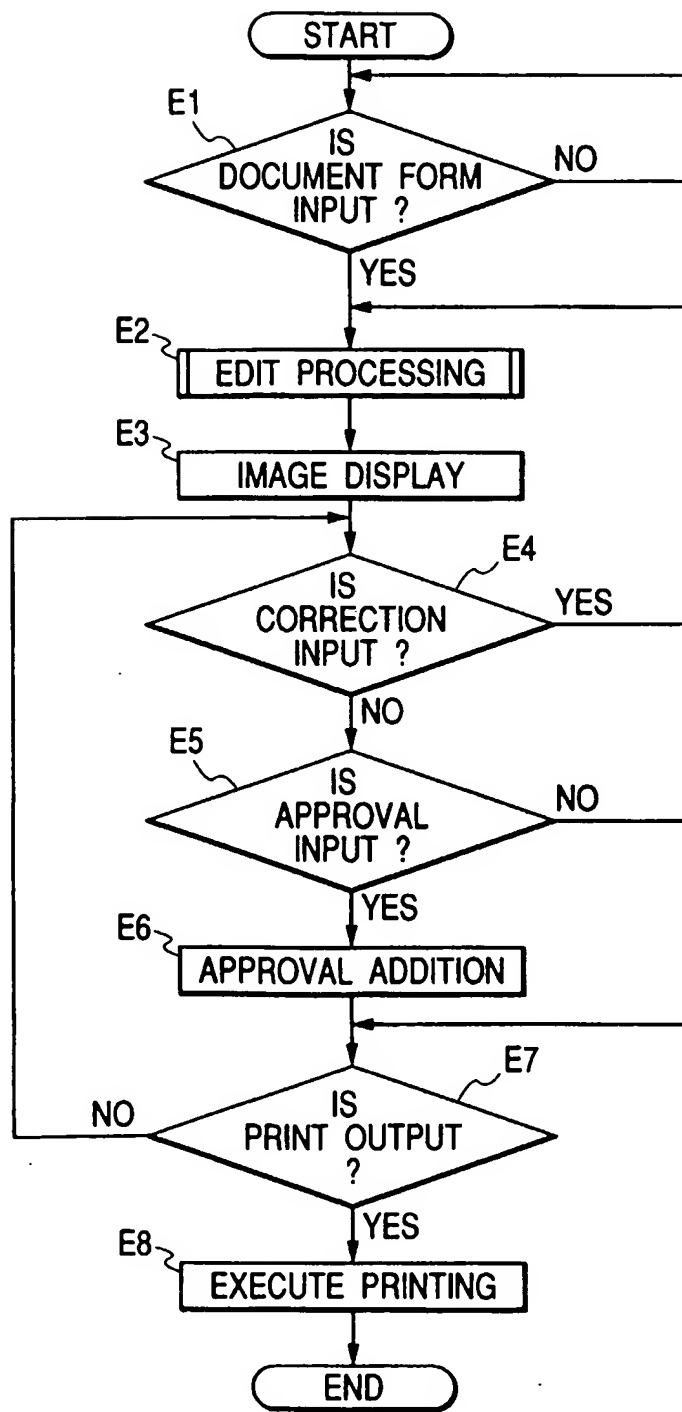 START
E1
IS
DOCUMENT FORM
INPUT ?
NO
YES
E2
EDIT PROCESSING
E3
IMAGE DISPLAY
E4
IS
CORRECTION
INPUT ?
YES
NO
E5
IS
APPROVAL
INPUT ?
NO
YES
E6
APPROVAL ADDITION
E7
NO
IS
PRINT OUTPUT
?
YES
E8
EXECUTE PRINTING
END